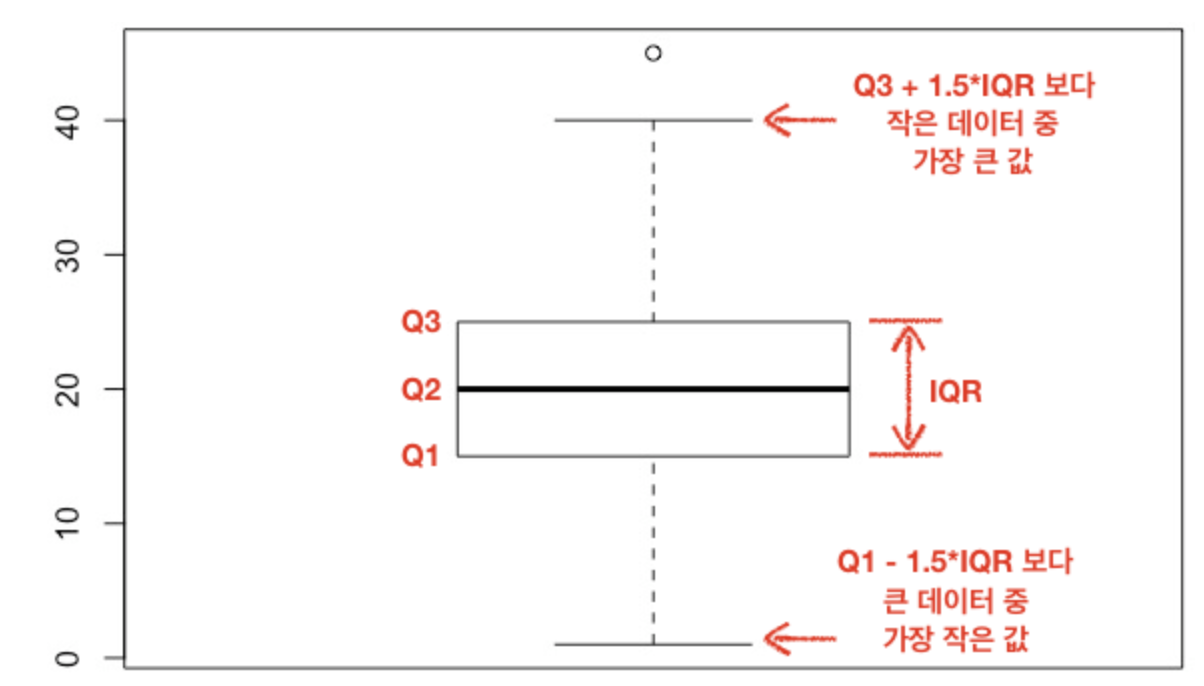 Q3 + 1.5*IQR 보다
작은 데이터 중
가장 큰 값
40
30
Q3
20
Q2
IQR
Q1
10
Q1 - 1.5*IQR 보다
큰 데이터 중
가장 작은 값
0